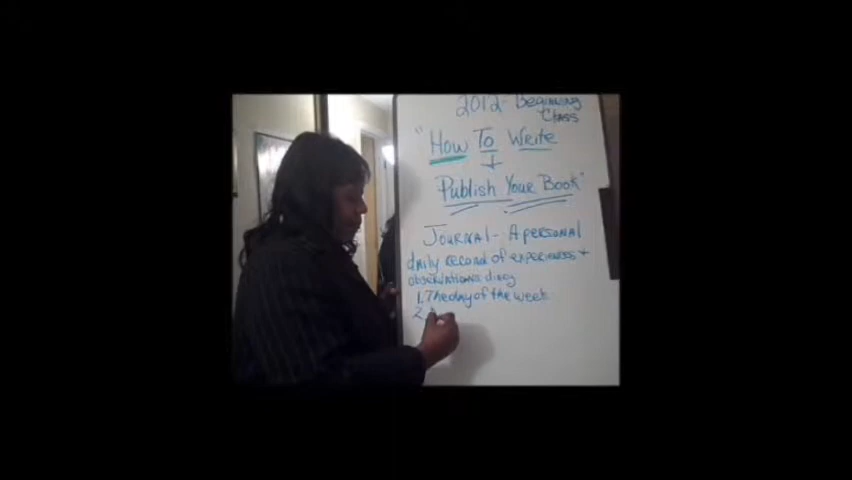 2012- Beginning
Class
"How To Write
+
Publish Your Book"
Journal- A personal
daily record of experiences +
observations diary
1. The day of the week
2.